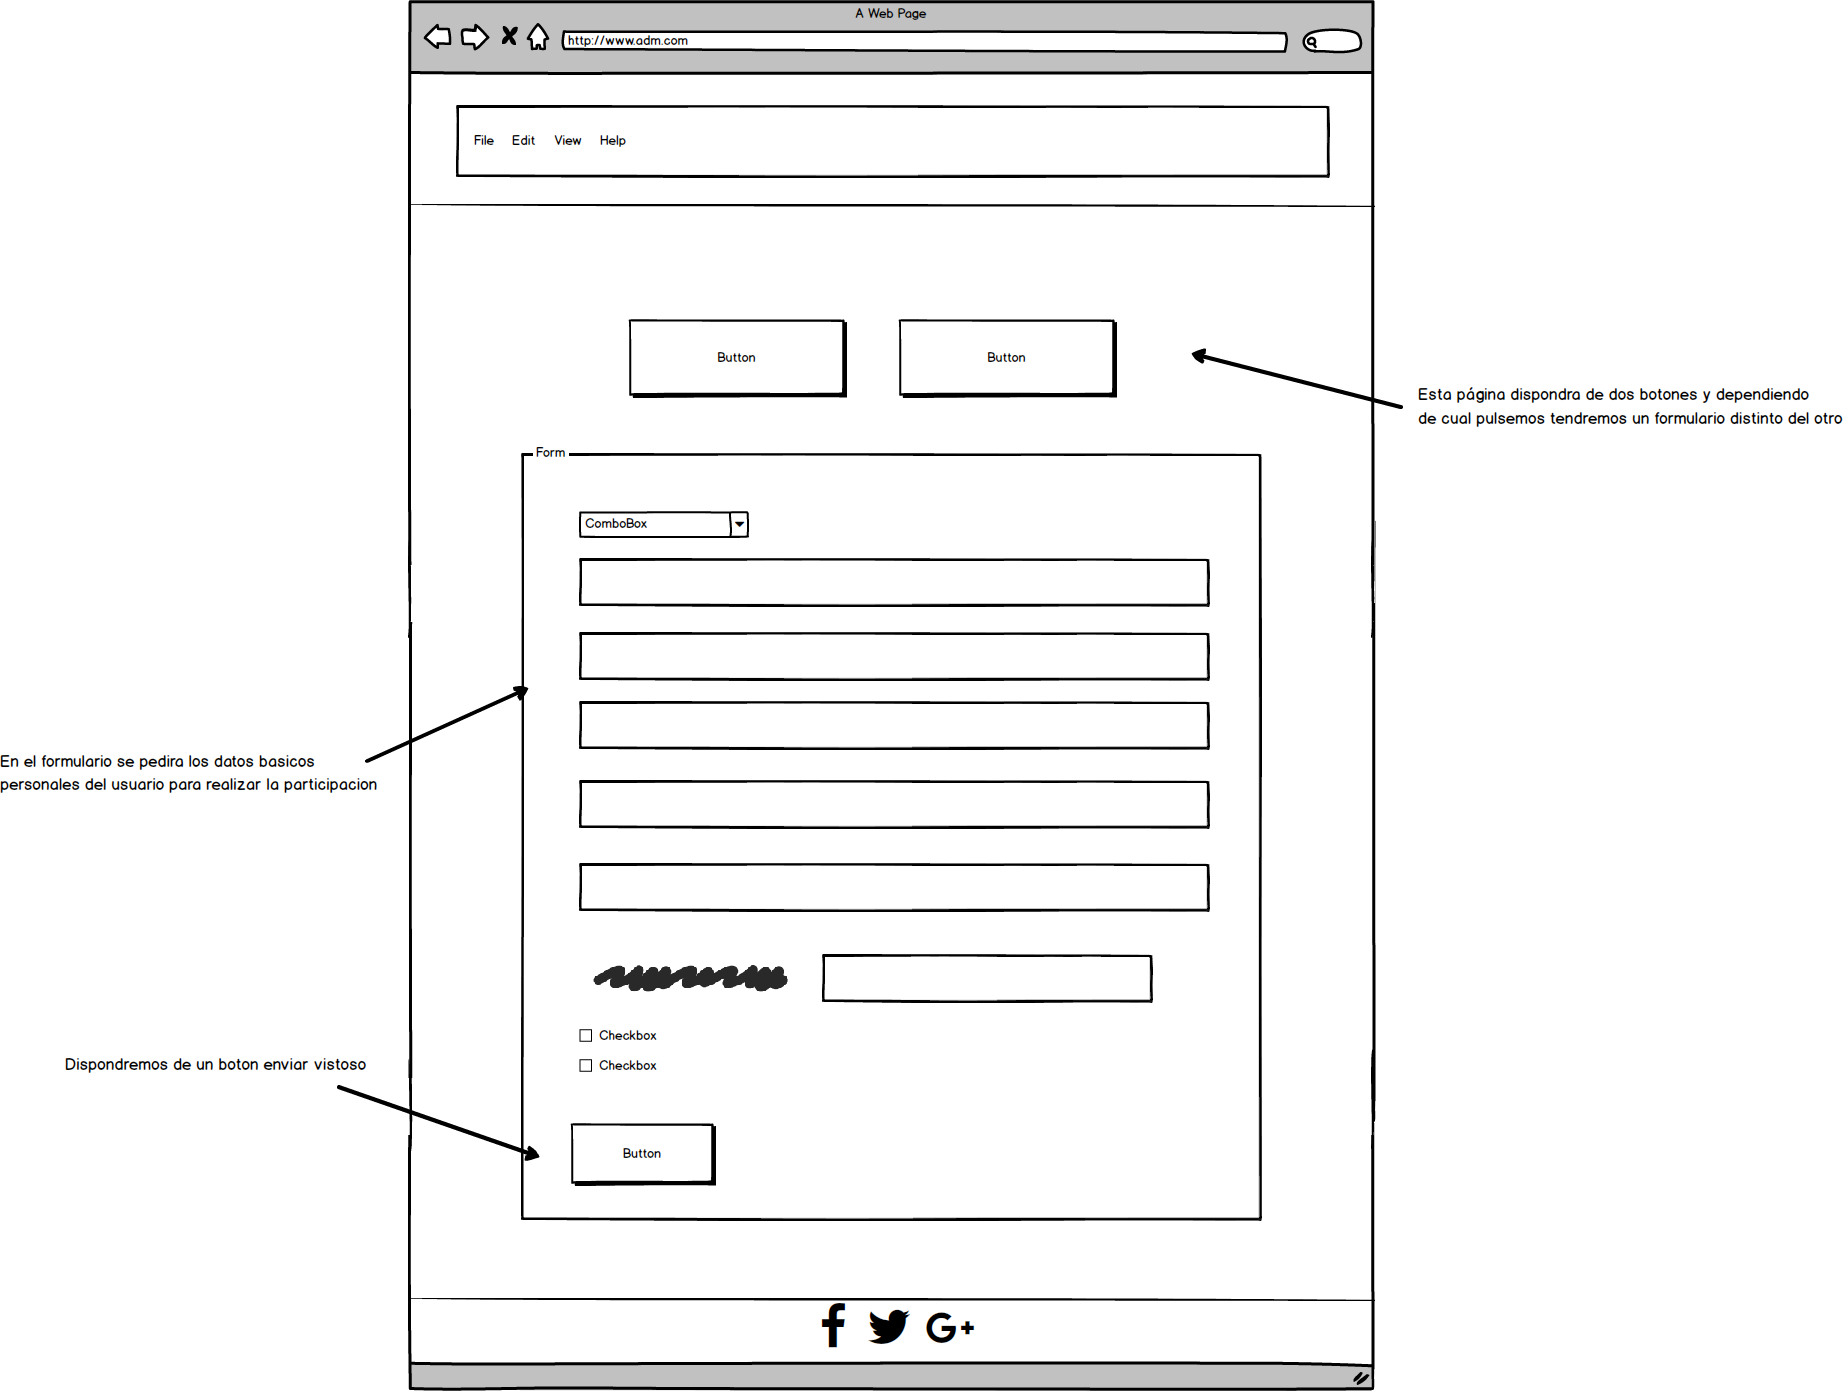 A Web Page
http://www.adm.com
File Edit View Help
Button Button
Esta página dispondra de dos botones y dependiendo
de cual pulsemos tendremos un formulario distinto del otro
Form
ComboBox
En el formulario se pedira los datos basicos
personales del usuario para realizar la participacion
Checkbox
Checkbox
Dispondremos de un boton enviar vistoso
Button
G+